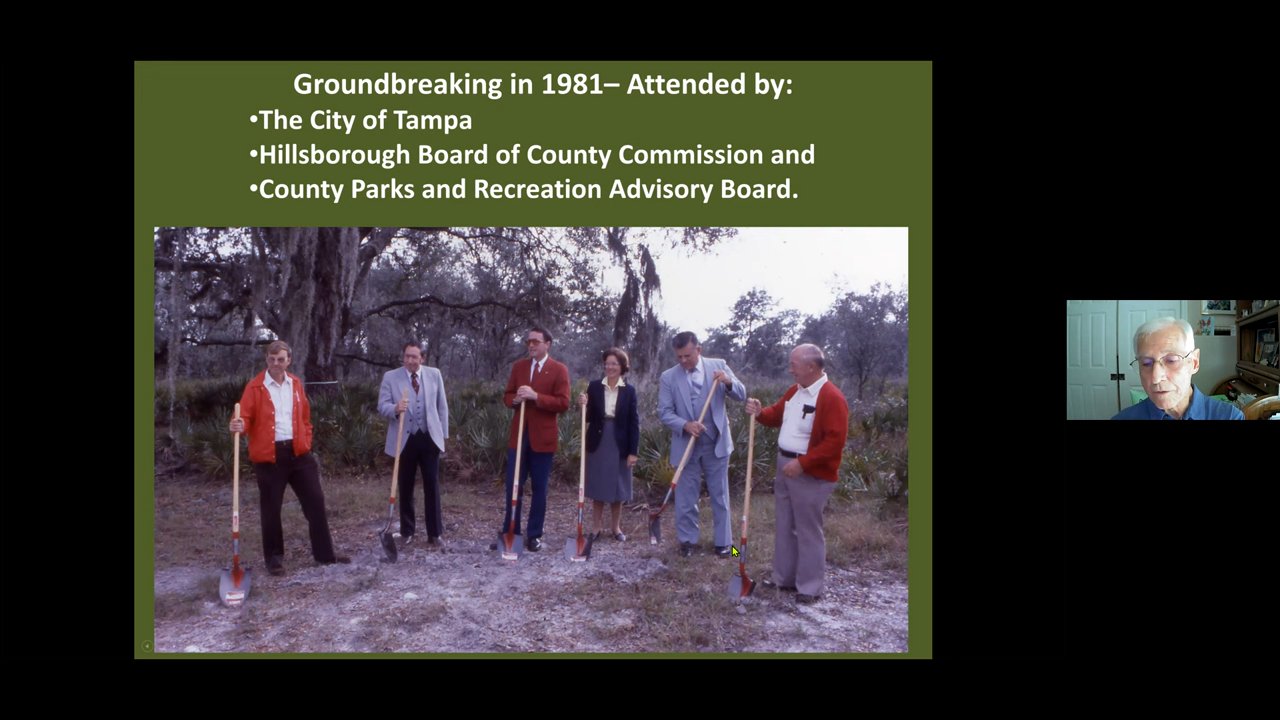 Groundbreaking in 1981– Attended by:
•The City of Tampa
•Hillsborough Board of County Commission and
•County Parks and Recreation Advisory Board.